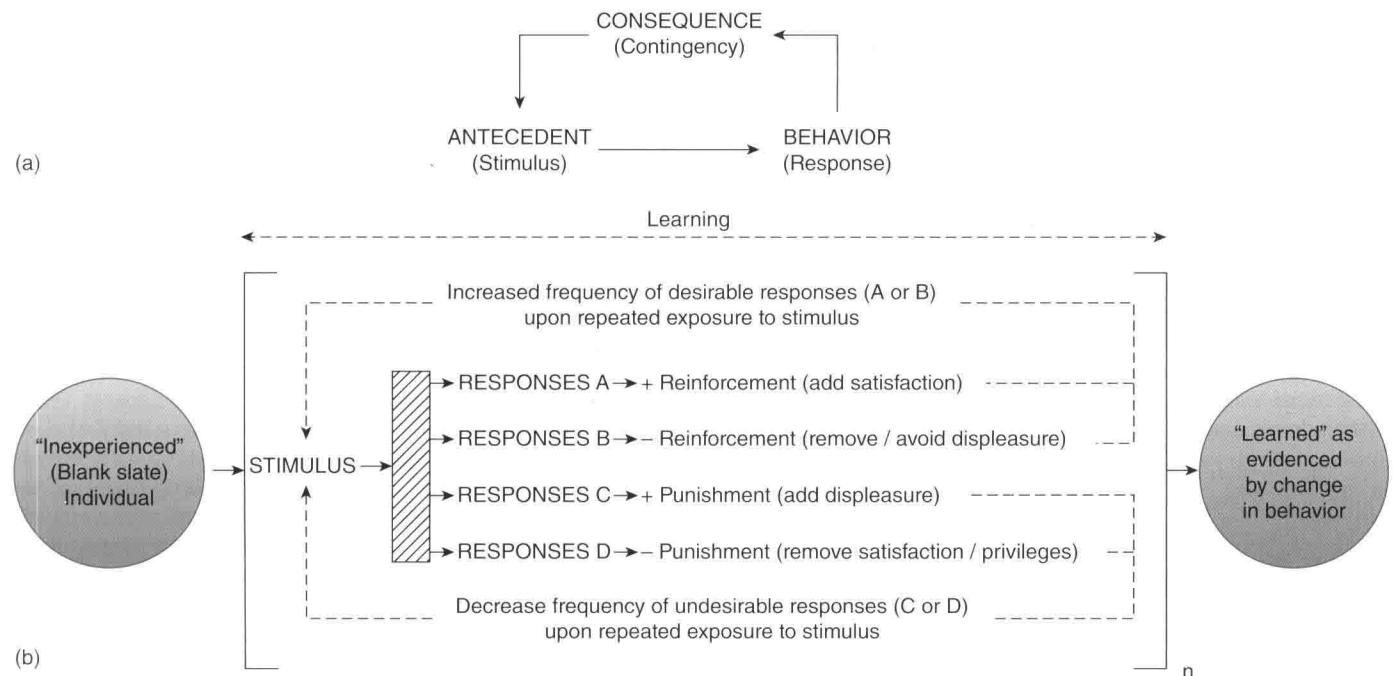 CONSEQUENCE
(Contingency)
ANTECEDENT
(Stimulus)
BEHAVIOR
(Response)
(a)
Learning
Increased frequency of desirable responses (A or B)
upon repeated exposure to stimulus
"Inexperienced"
(Blank slate)
Individual
STIMULUS
RESPONSES A + Reinforcement (add satisfaction)
RESPONSES B – Reinforcement (remove / avoid displeasure)
RESPONSES C + Punishment (add displeasure)
RESPONSES D – Punishment (remove satisfaction / privileges)
Decrease frequency of undesirable responses (C or D)
upon repeated exposure to stimulus
"Learned" as
evidenced
by change
in behavior
(b)
n